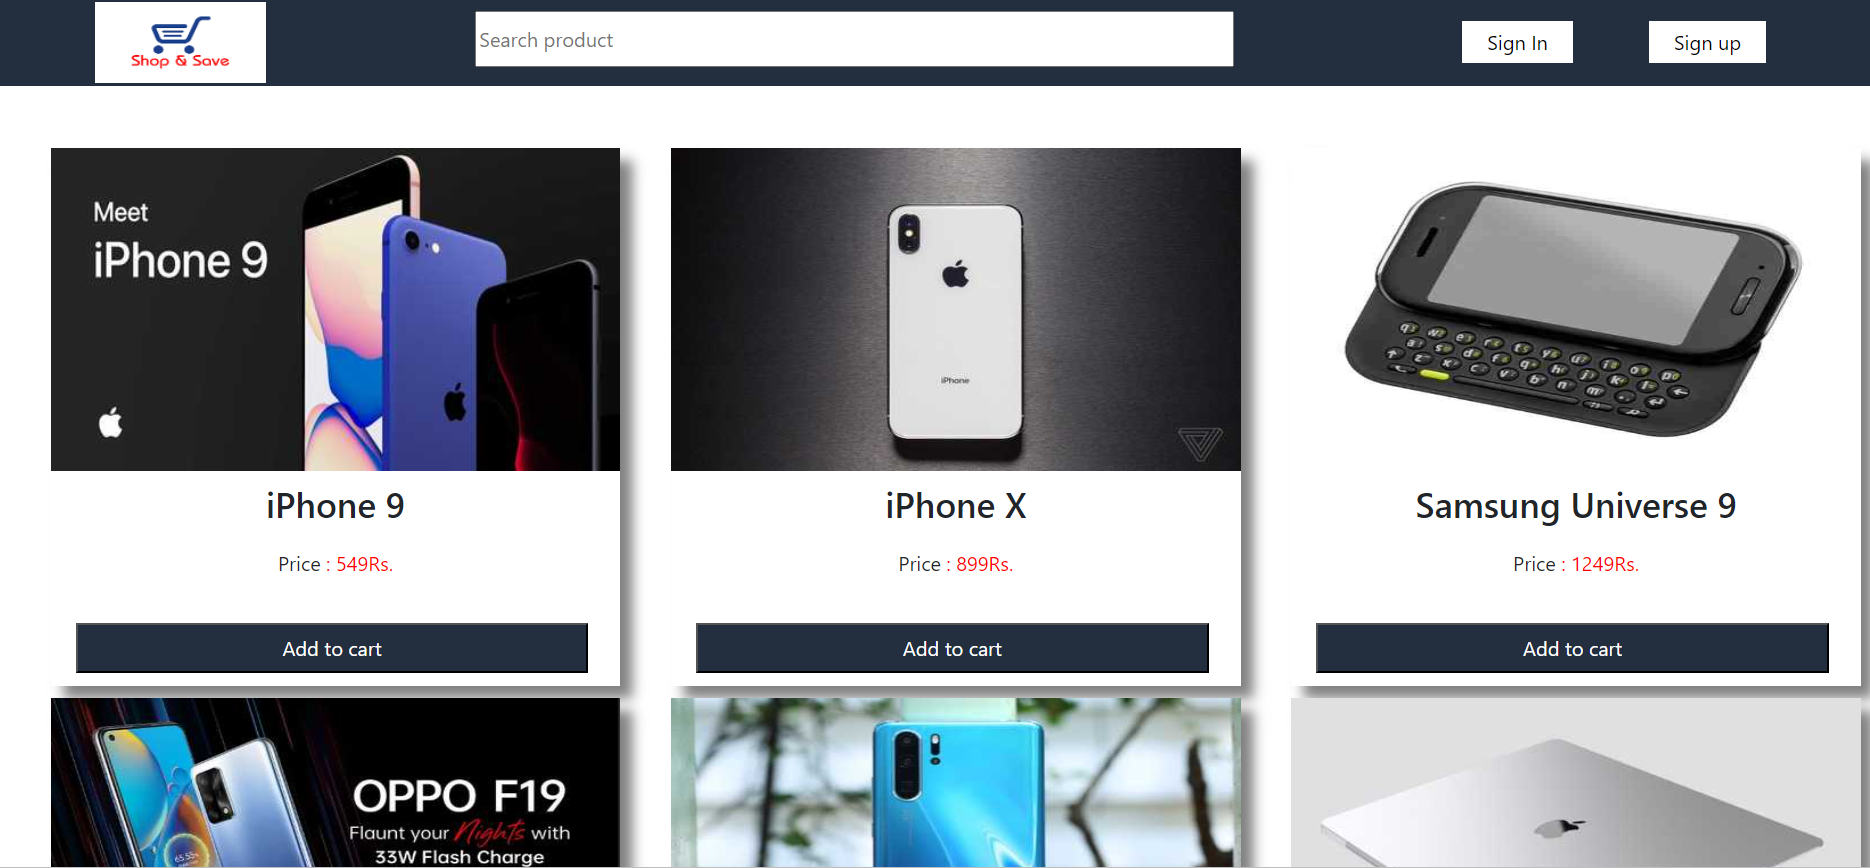 Shop & Save
Search product
Sign In
Sign up
Meet
iPhone 9
iPhone
iPhone 9
iPhone X
Samsung Universe 9
Price : 549Rs.
Price : 899Rs.
Price : 1249Rs.
Add to cart
Add to cart
Add to cart
OPPO F19
Flaunt your Nights with
33W Flash Charge